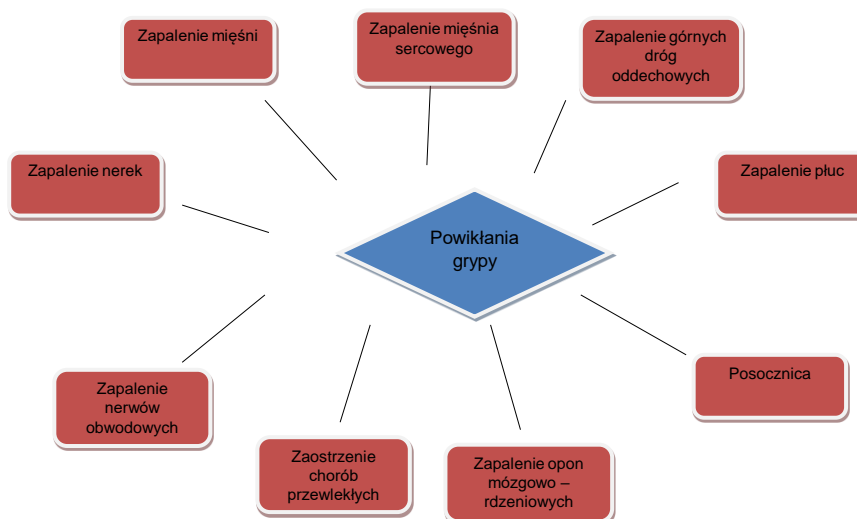 Zapalenie mięśni
Zapalenie mięśnia
sercowego
Zapalenie górnych
dróg
oddechowych
Zapalenie nerek
Zapalenie płuc
Powikłania
grypy
Posocznica
Zapalenie
nerwów
obwodowych
Zaostrzenie
chorób
przewlekłych
Zapalenie opon
mózgowo –
rdzeniowych